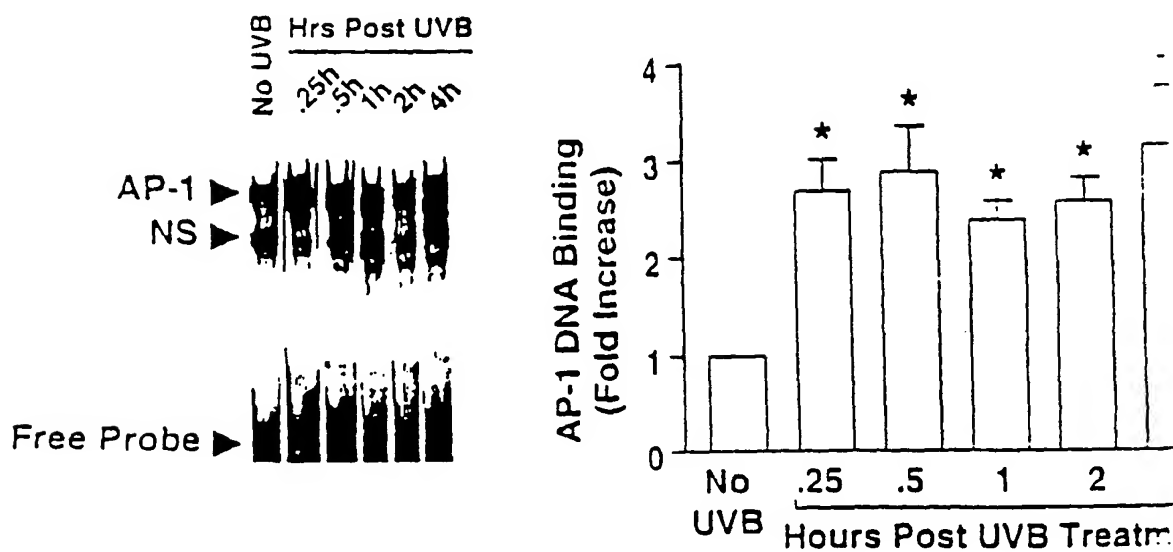 No UVB
Hrs Post UVB
.25h .5h 1h 2h 4h
AP-1
NS
Free Probe
AP-1 DNA Binding
(Fold Increase)
4
3
2
1
0
* * * *
No
UVB
.25 .5 1 2
Hours Post UVB